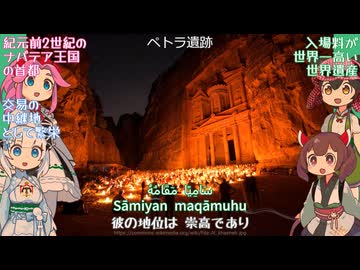 ペトラ遺跡
紀元前2世紀の
ナバテア王国
の首都
交易の
中継地
として繁栄
入場料が
世界一高い
世界遺産
سَامِيًا مَقَامُهُ
Sāmiyan maqāmuhu
彼の地位は 崇高であり